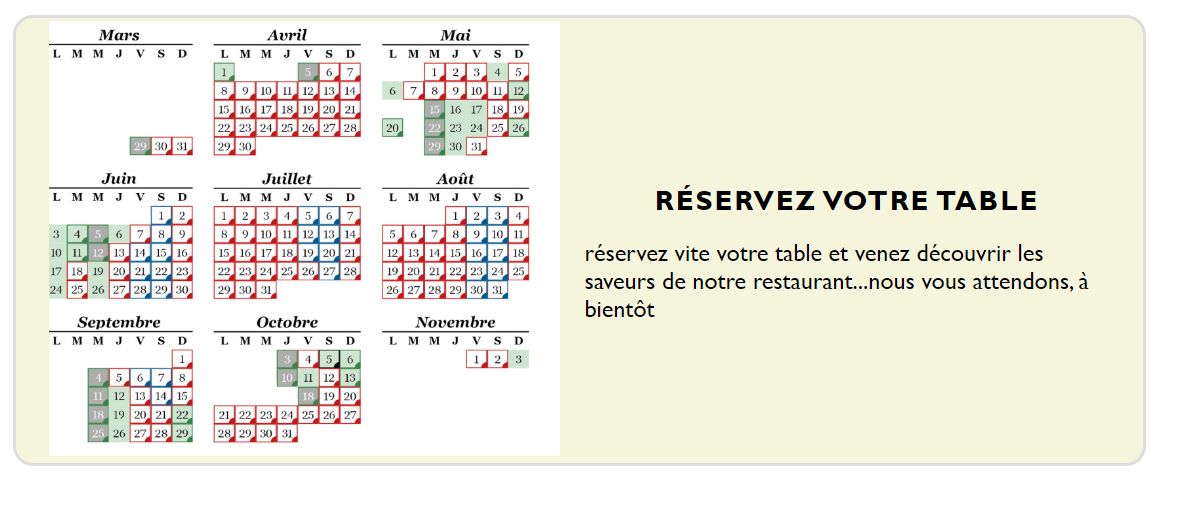 Mars
L M M J V S D
29 30 31
Avril
L M M J V S D
1 5 6 7
8 9 10 11 12 13 14
15 16 17 18 19 20 21
22 23 24 25 26 27 28
29 30
Mai
L M M J V S D
1 2 3 4 5
6 7 8 9 10 11 12
15 16 17 18 19
20 22 23 24 25 26
29 30 31
Juin
L M M J V S D
1 2
3 4 5 6 7 8 9
10 11 12 13 14 15 16
17 18 19 20 21 22 23
24 25 26 27 28 29 30
Juillet
L M M J V S D
1 2 3 4 5 6 7
8 9 10 11 12 13 14
15 16 17 18 19 20 21
22 23 24 25 26 27 28
29 30 31
Août
L M M J V S D
1 2 3 4
5 6 7 8 9 10 11
12 13 14 15 16 17 18
19 20 21 22 23 24 25
26 27 28 29 30 31
Septembre
L M M J V S D
1
4 5 6 7 8
11 12 13 14 15
18 19 20 21 22
25 26 27 28 29
Octobre
L M M J V S D
3 4 5 6
10 11 12 13
18 19 20
21 22 23 24 25 26 27
28 29 30 31
Novembre
L M M J V S D
1 2 3
RÉSERVEZ VOTRE TABLE
réservez vite votre table et venez découvrir les
saveurs de notre restaurant...nous vous attendons, à
bientôt